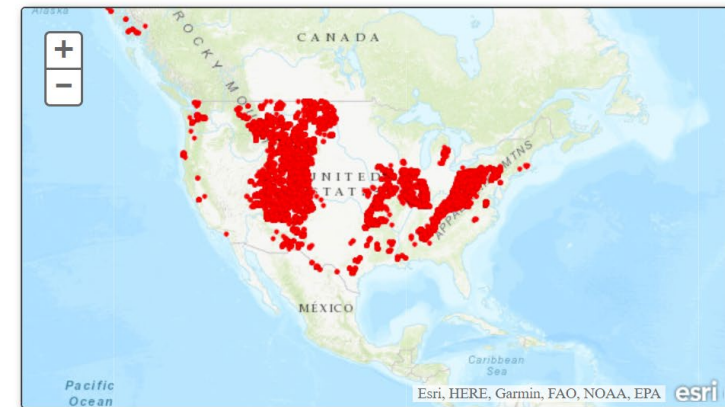 Alaska
CANADA
+
−
ROCKY MO
UNITED
STAT
APPA
MTNS
MÉXICO
Caribbean
Sea
Pacific
Ocean
Esri, HERE, Garmin, FAO, NOAA, EPA
esri